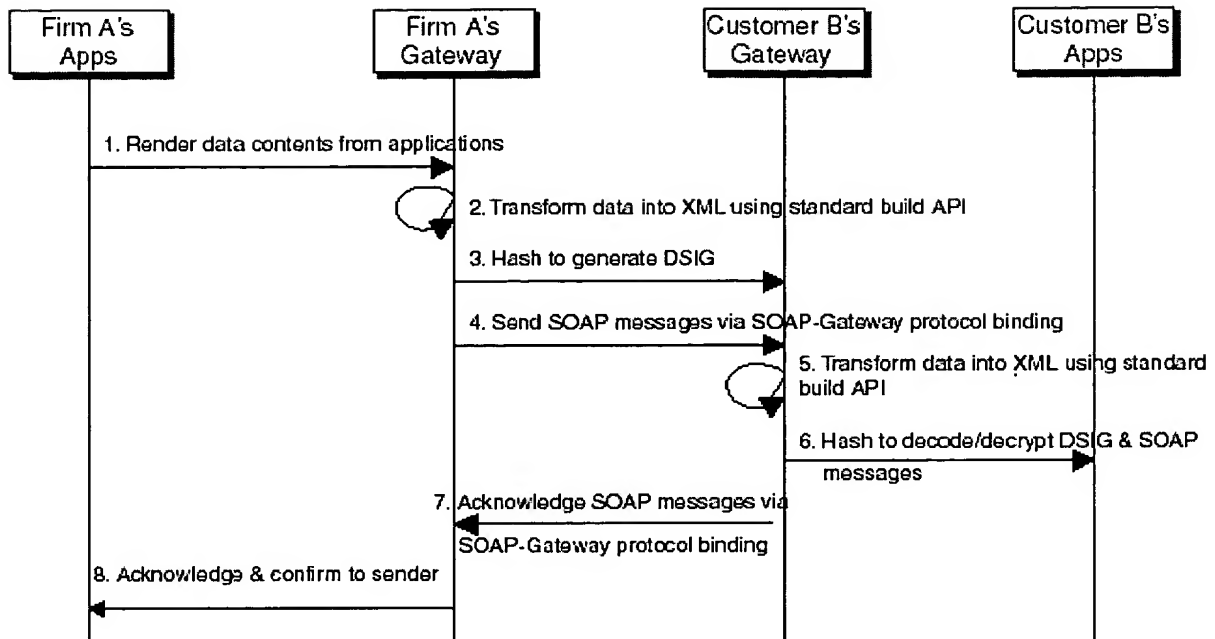 Firm A's
Apps
Firm A's
Gateway
Customer B's
Gateway
Customer B's
Apps
1. Render data contents from applications
2. Transform data into XML using standard build API
3. Hash to generate DSIG
4. Send SOAP messages via SOAP-Gateway protocol binding
5. Transform data into XML using standard
build API
6. Hash to decode/decrypt DSIG & SOAP
messages
7. Acknowledge SOAP messages via
SOAP-Gateway protocol binding
8. Acknowledge & confirm to sender